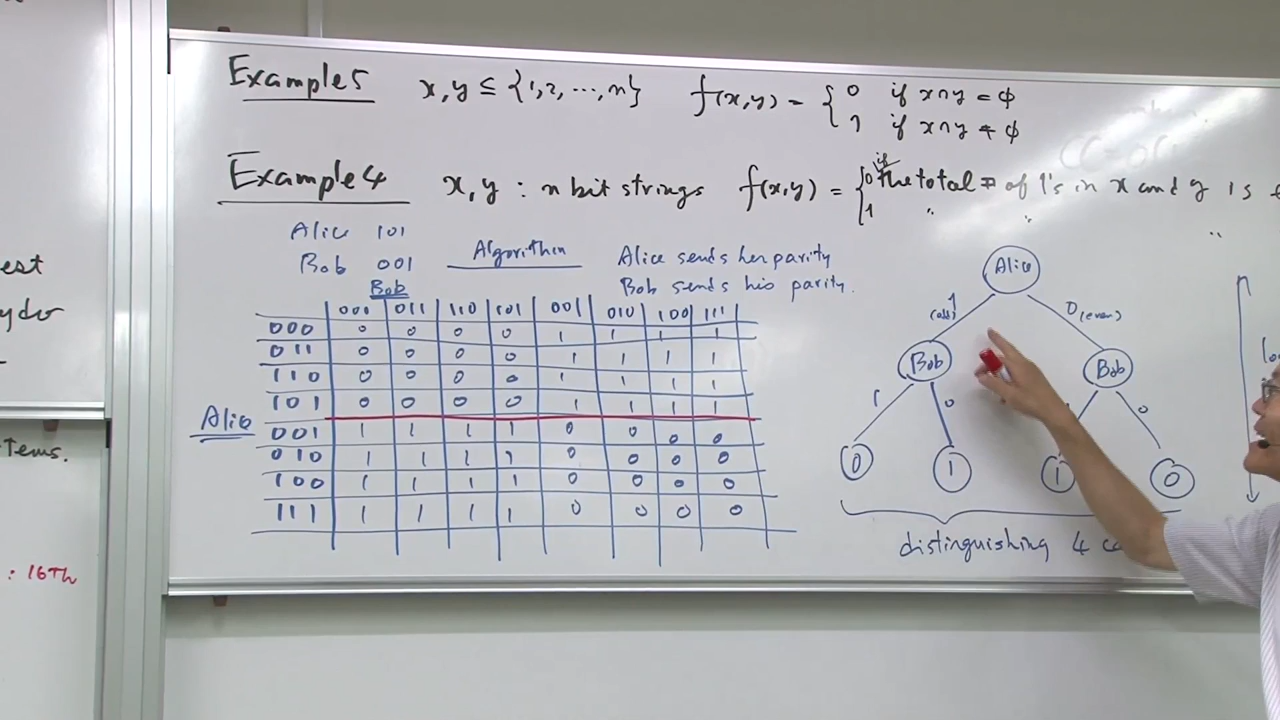 Example 5 x, y ⊆ {1, 2, ..., n} f(x, y) = { 0 if x∩y = φ
1 if x∩y ≠ φ
Example 4 x, y : n bit strings f(x, y) = { 0 if the total # of 1's in x and y is
1 " " "
Alice 101
Bob 001
Algorithm
Alice sends her parity
Bob sends his parity.
Bob
000 011 110 101 001 010 100 111
000 0 0 0 0 1 1 1 1
011 0 0 0 0 1 1 1 1
110 0 0 0 0 1 1 1 1
101 0 0 0 0 1 1 1 1
Alice
001 1 1 1 1 0 0 0 0
010 1 1 1 1 0 0 0 0
100 1 1 1 1 0 0 0 0
111 1 1 1 1 0 0 0 0
Alice
1 (odd) 0 (even)
Bob Bob
1 0 0
0 1 1 0
distinguishing 4
est
ydo
tems.
: 16Th